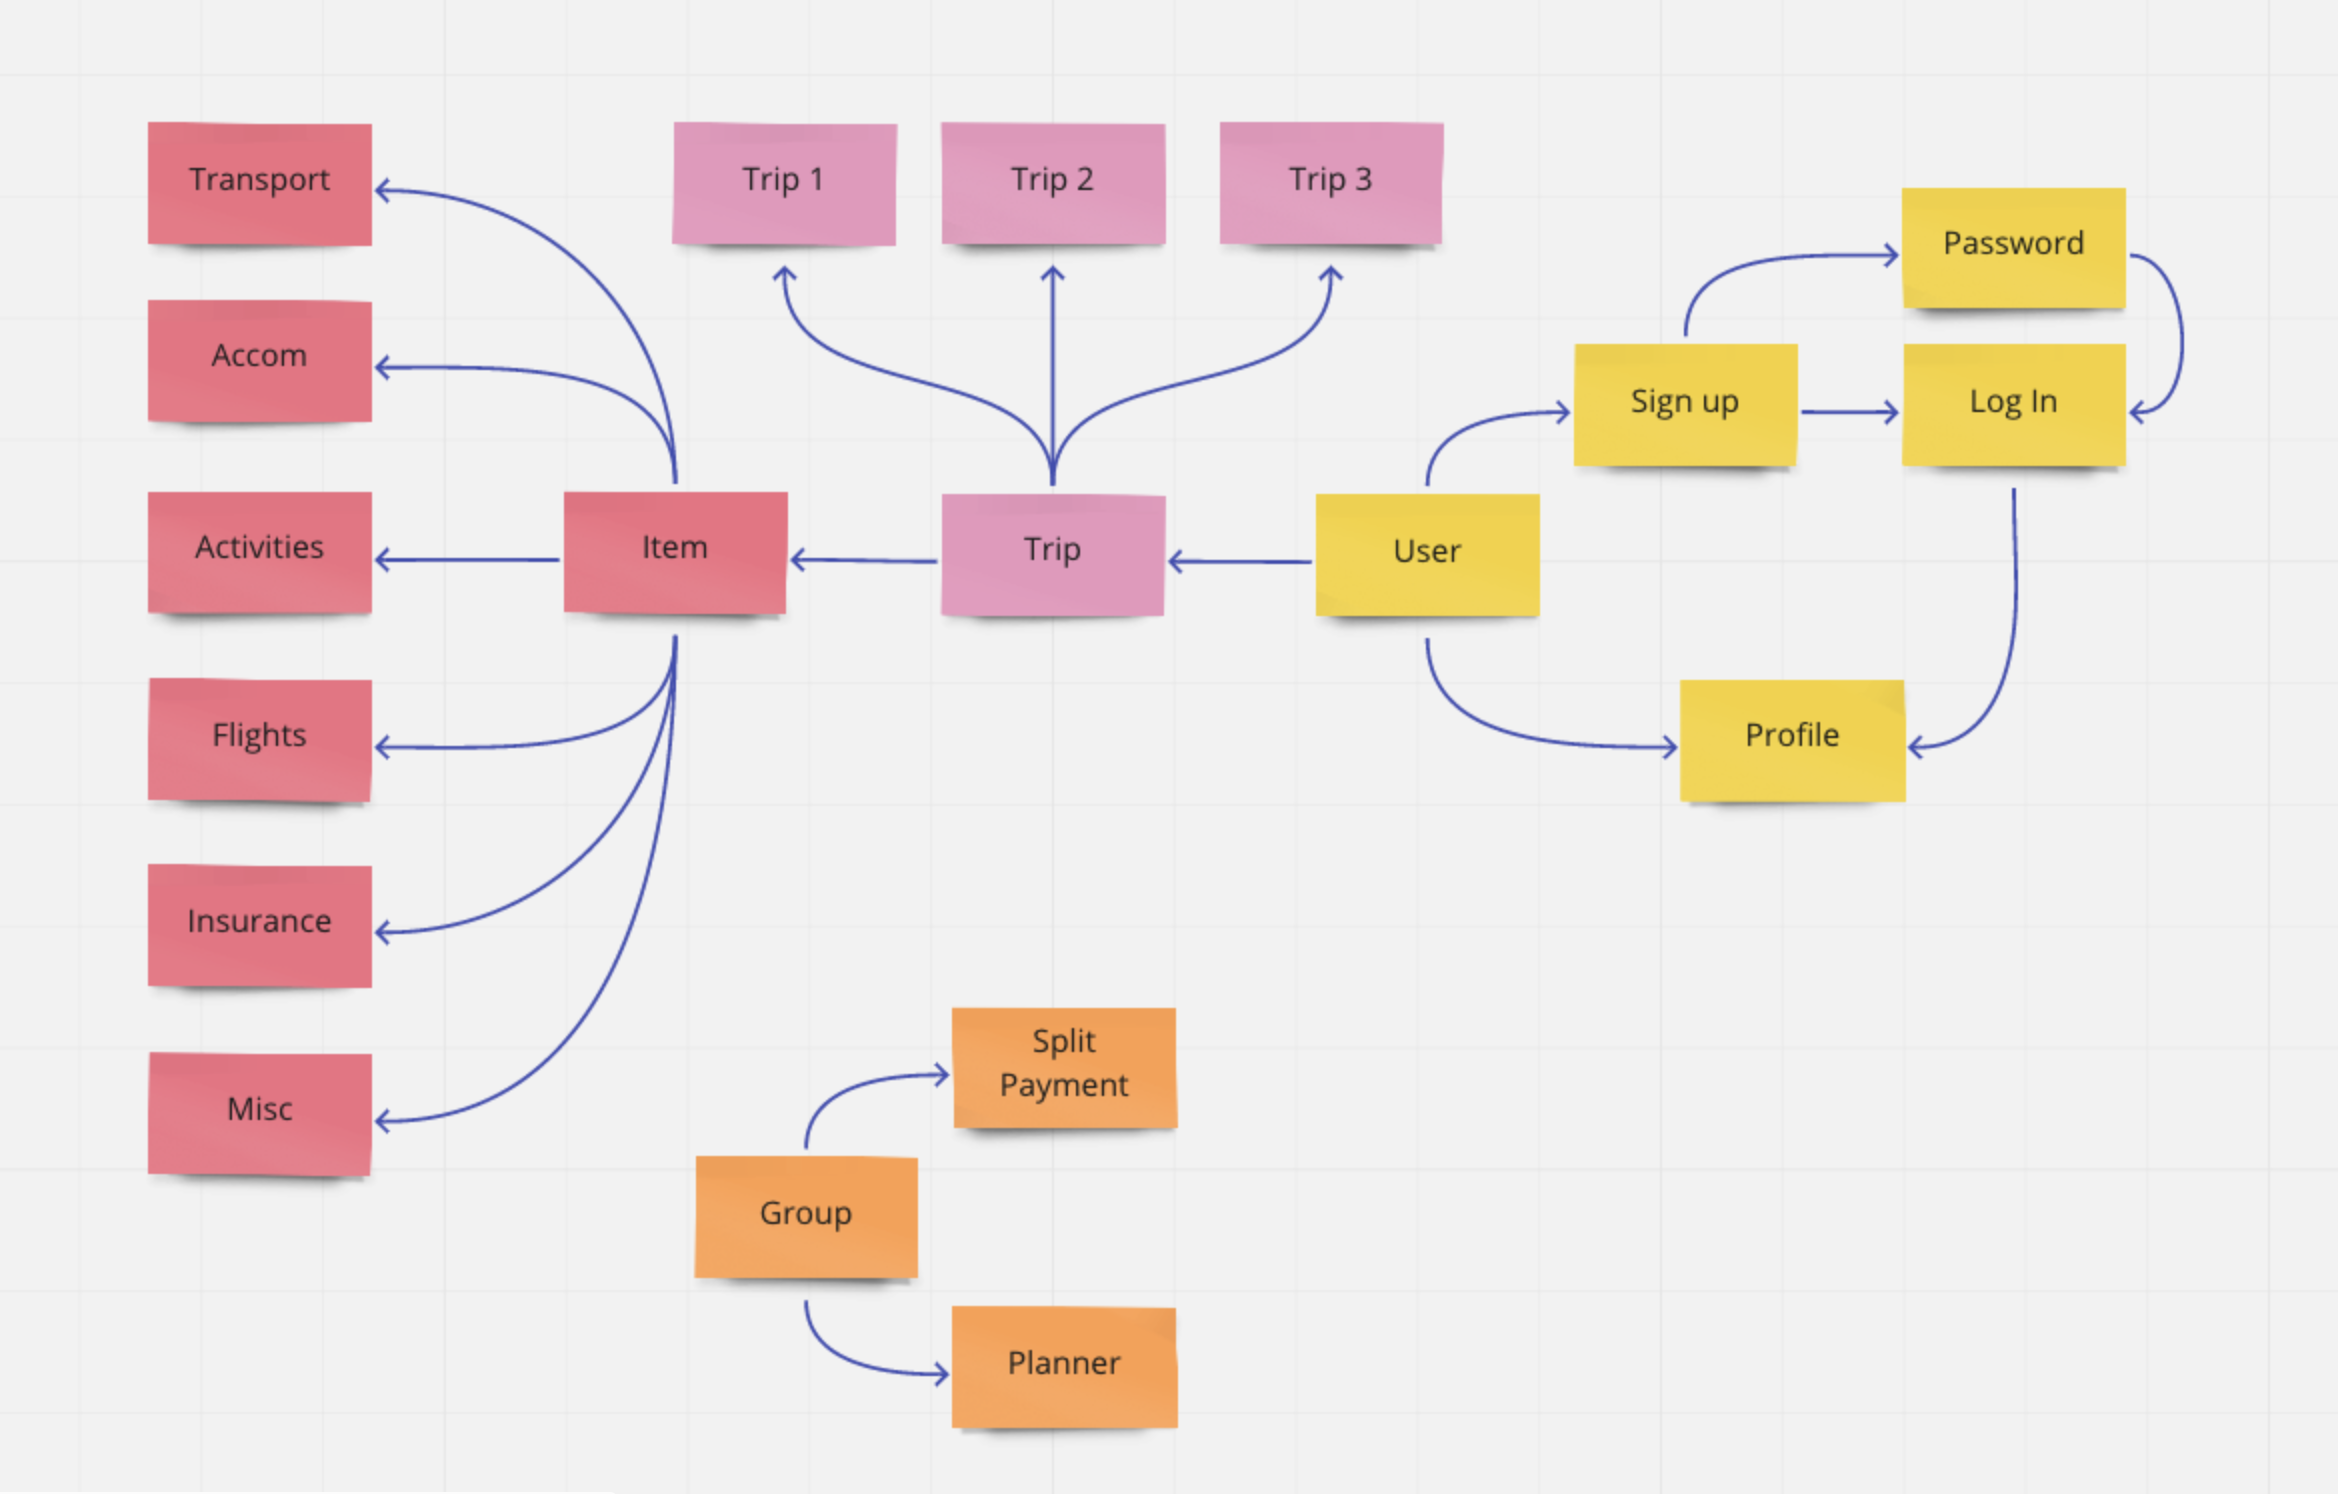 Transport
Trip 1
Trip 2
Trip 3
Password
Accom
Sign up
Log In
Activities
Item
Trip
User
Flights
Profile
Insurance
Misc
Split
Payment
Group
Planner